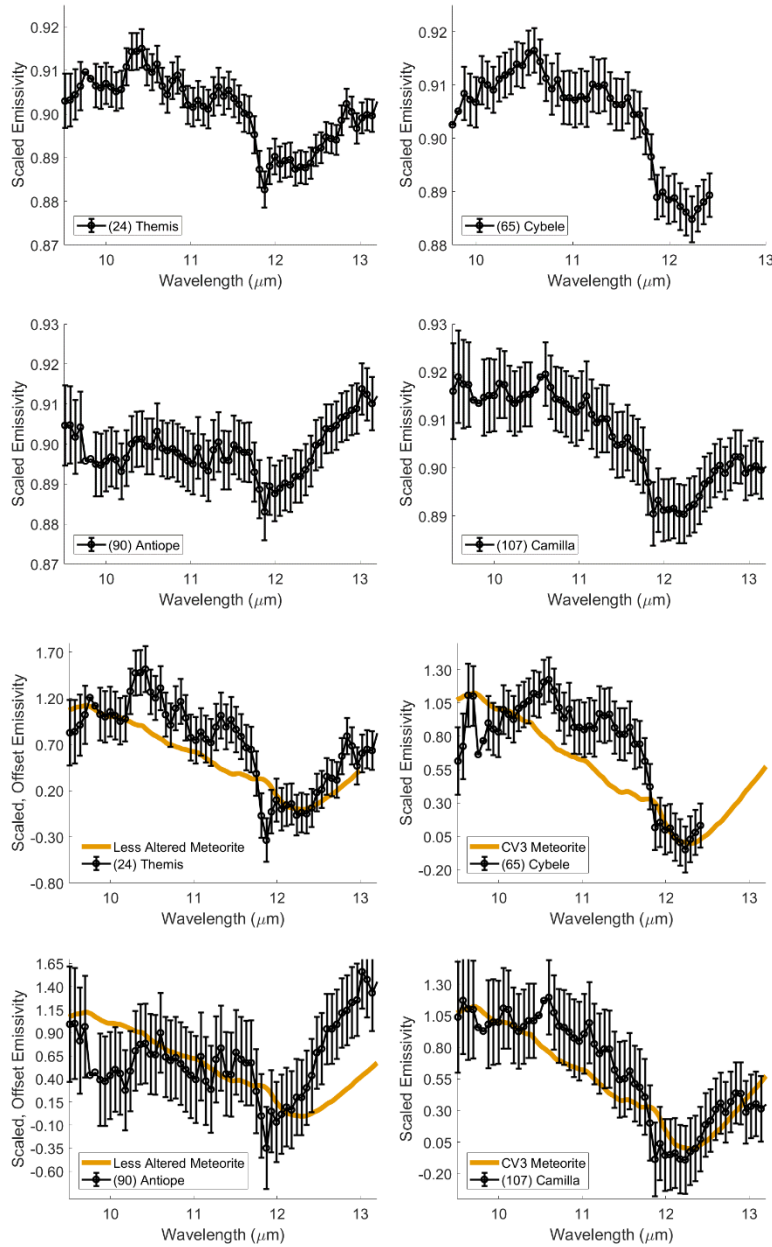 0.92
0.91
0.90
0.89
0.88
0.87
Scaled Emissivity
(24) Themis
10 11 12 13
Wavelength (μm)
0.92
0.91
0.90
0.89
0.88
Scaled Emissivity
(65) Cybele
10 11 12 13
Wavelength (μm)
0.93
0.92
0.91
0.90
0.89
0.88
0.87
Scaled Emissivity
(90) Antiope
10 11 12 13
Wavelength (μm)
0.93
0.92
0.91
0.90
0.89
Scaled Emissivity
(107) Camilla
10 11 12 13
Wavelength (μm)
1.70
1.20
0.70
0.20
-0.30
-0.80
Scaled, Offset Emissivity
Less Altered Meteorite
(24) Themis
10 11 12 13
Wavelength (μm)
1.30
1.05
0.80
0.55
0.30
0.05
-0.20
Scaled Emissivity
CV3 Meteorite
(65) Cybele
10 11 12 13
Wavelength (μm)
1.65
1.40
1.15
0.90
0.65
0.40
0.15
-0.10
-0.35
-0.60
Scaled, Offset Emissivity
Less Altered Meteorite
(90) Antiope
10 11 12 13
Wavelength (μm)
1.30
1.05
0.80
0.55
0.30
0.05
-0.20
Scaled Emissivity
CV3 Meteorite
(107) Camilla
10 11 12 13
Wavelength (μm)